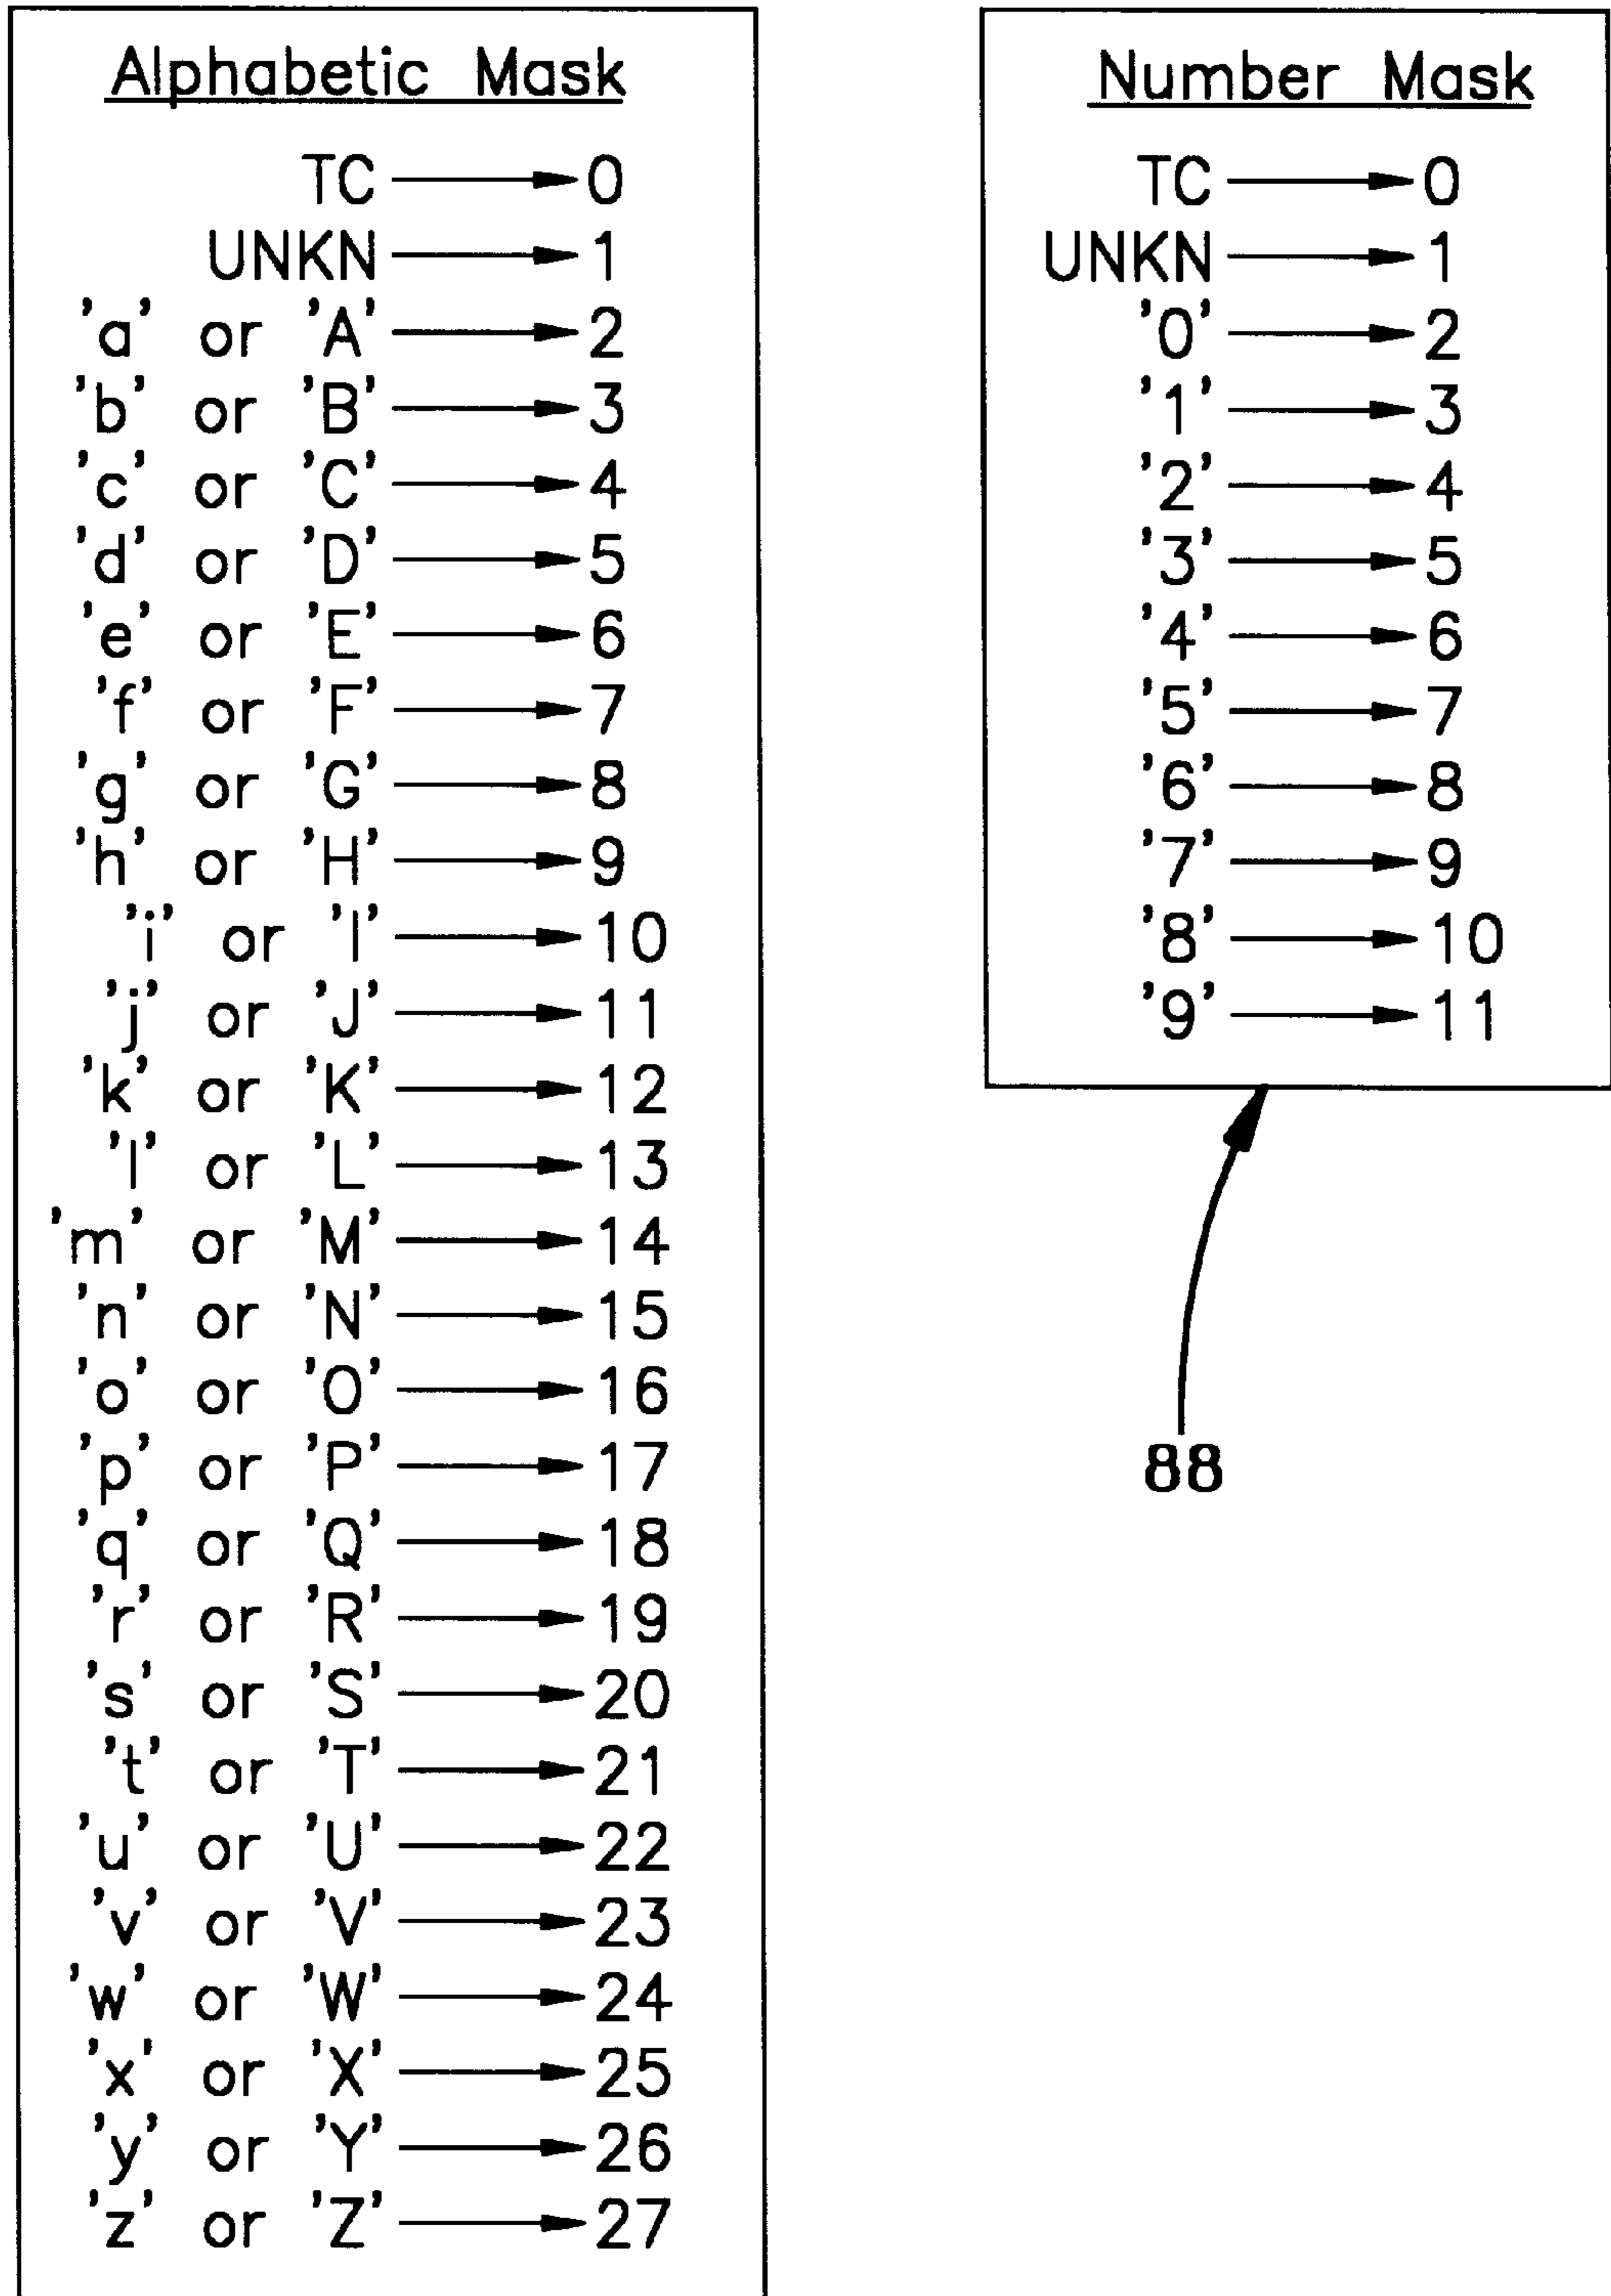 Alphabetic Mask
TC 0
UNKN 1
'a' or 'A' 2
'b' or 'B' 3
'c' or 'C' 4
'd' or 'D' 5
'e' or 'E' 6
'f' or 'F' 7
'g' or 'G' 8
'h' or 'H' 9
'i' or 'I' 10
'j' or 'J' 11
'k' or 'K' 12
'l' or 'L' 13
'm' or 'M' 14
'n' or 'N' 15
'o' or 'O' 16
'p' or 'P' 17
'q' or 'Q' 18
'r' or 'R' 19
's' or 'S' 20
't' or 'T' 21
'u' or 'U' 22
'v' or 'V' 23
'w' or 'W' 24
'x' or 'X' 25
'y' or 'Y' 26
'z' or 'Z' 27
Number Mask
TC 0
UNKN 1
'0' 2
'1' 3
'2' 4
'3' 5
'4' 6
'5' 7
'6' 8
'7' 9
'8' 10
'9' 11
88